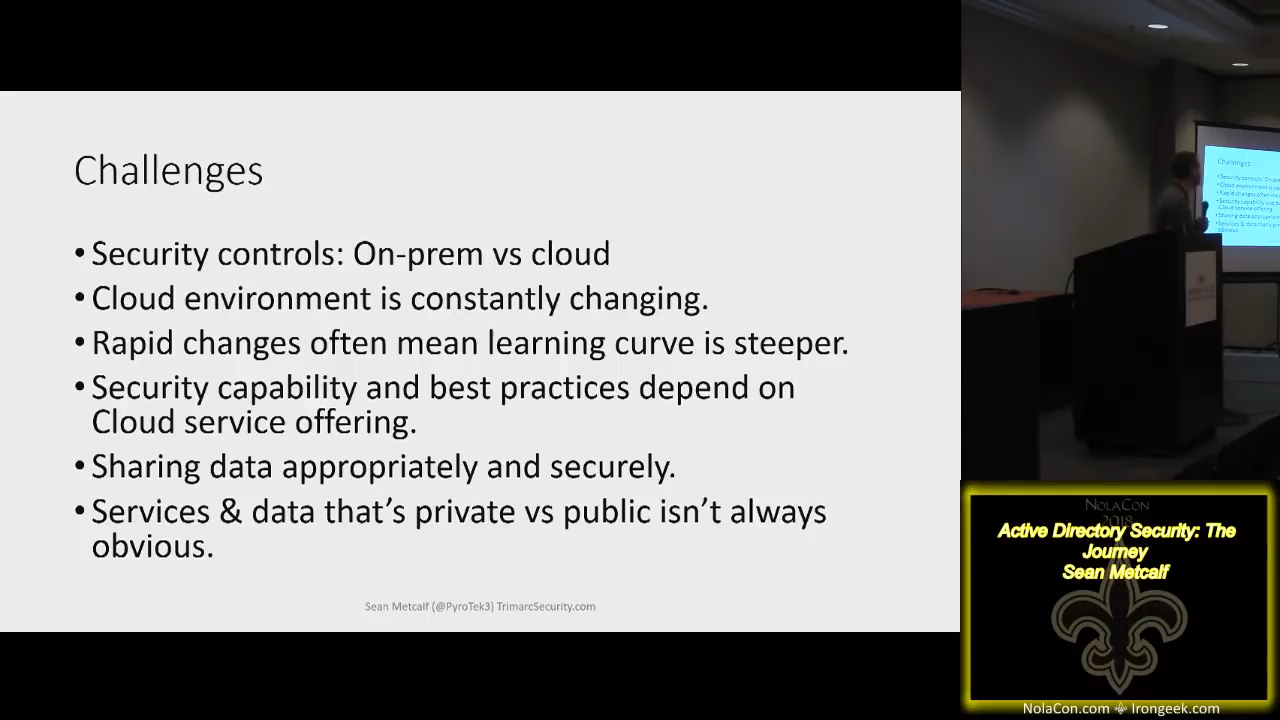 Challenges
• Security controls: On-prem vs cloud
• Cloud environment is constantly changing.
• Rapid changes often mean learning curve is steeper.
• Security capability and best practices depend on
Cloud service offering.
• Sharing data appropriately and securely.
• Services & data that’s private vs public isn’t always
obvious.
Sean Metcalf (@PyroTek3) TrimarcSecurity.com
Challenges
NolaCon
2018
Active Directory Security: The
Journey
Sean Metcalf
NolaCon.com ⚜ Irongeek.com